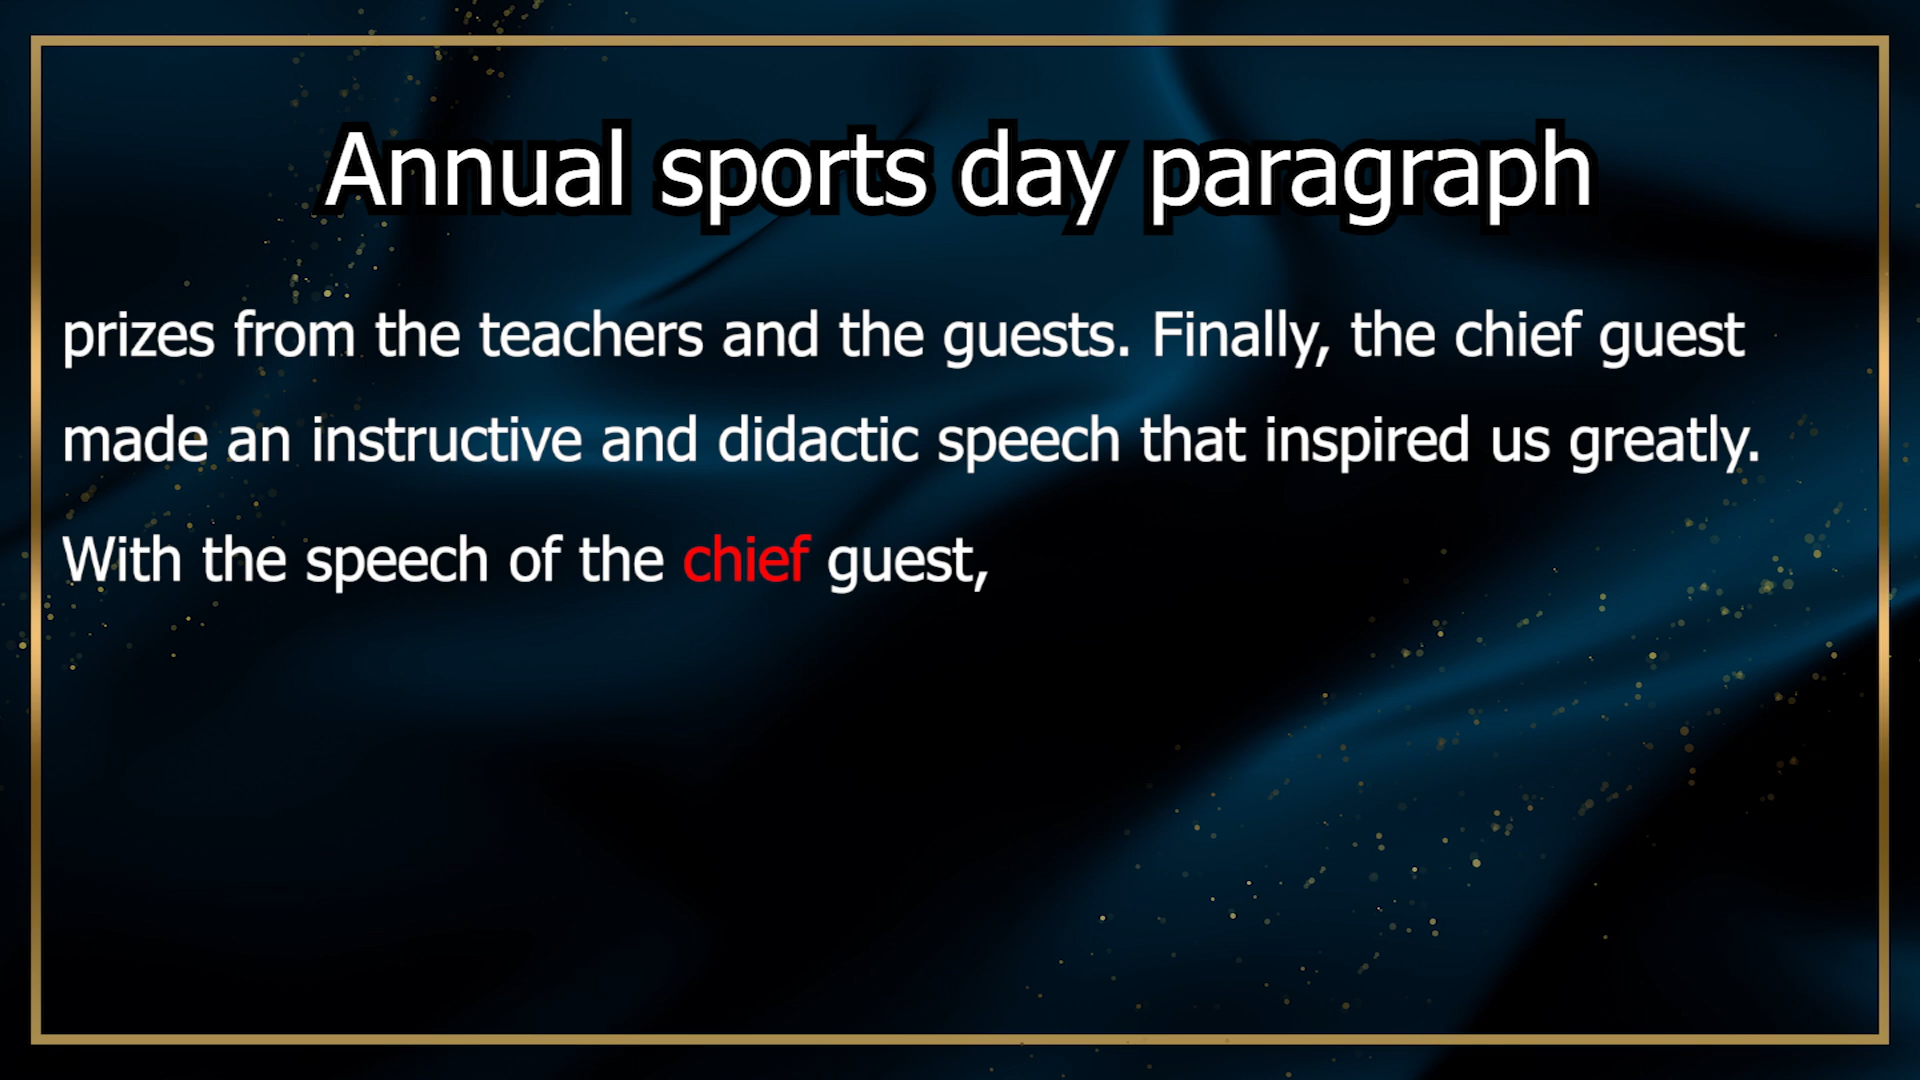 Annual sports day paragraph
prizes from the teachers and the guests. Finally, the chief guest
made an instructive and didactic speech that inspired us greatly.
With the speech of the chief guest,